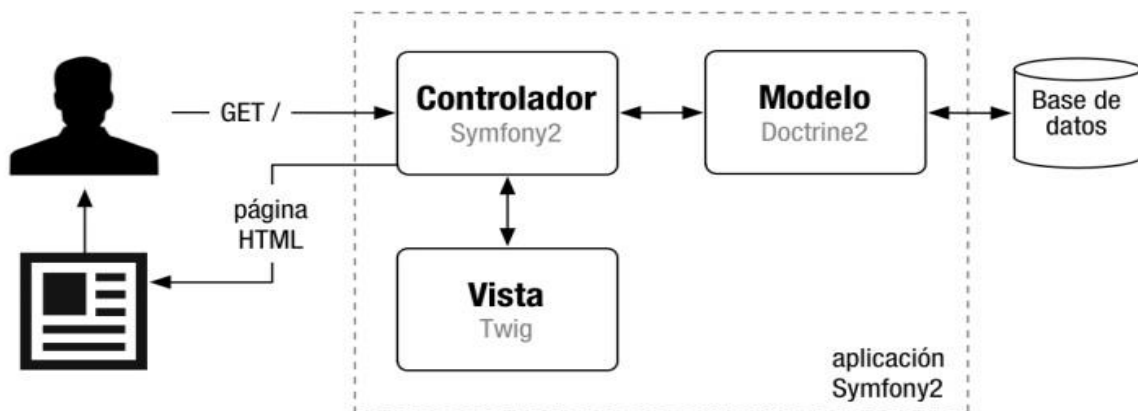 GET /
Controlador
Symfony2
Modelo
Doctrine2
Base de
datos
página
HTML
Vista
Twig
aplicación
Symfony2